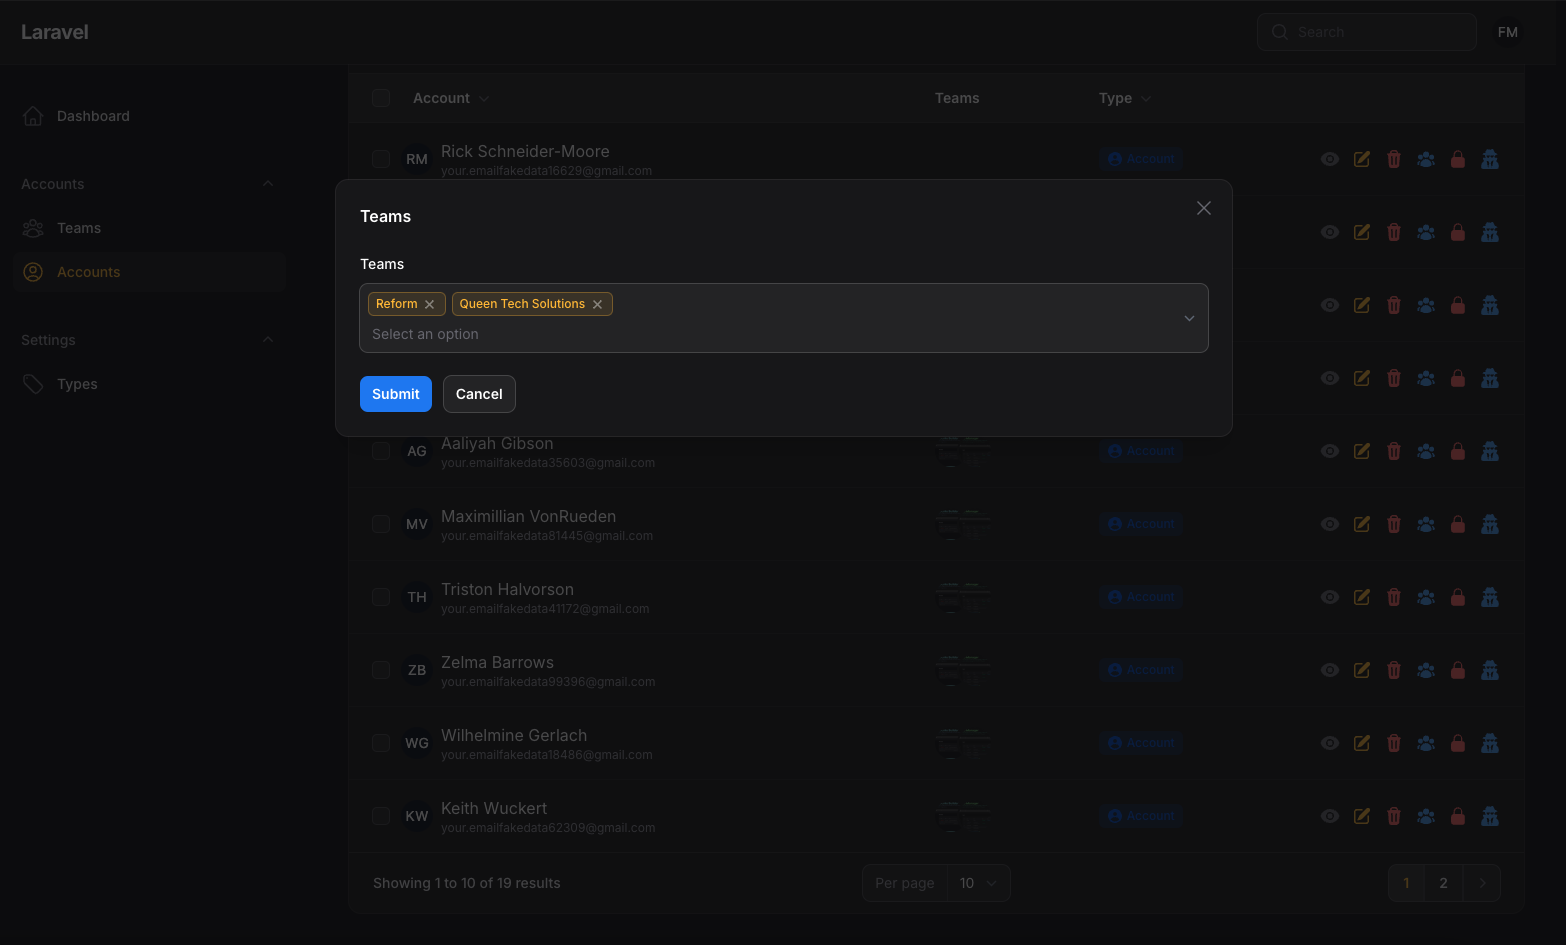 Laravel
Search
FM
Dashboard
Accounts
Teams
Accounts
Settings
Types
Account
Teams
Type
RM
Rick Schneider-Moore
your.emailfakedata16629@gmail.com
Account
Teams
Teams
Reform
Queen Tech Solutions
Select an option
Submit
Cancel
AG
Aaliyah Gibson
your.emailfakedata35603@gmail.com
Account
MV
Maximillian VonRueden
your.emailfakedata81445@gmail.com
Account
TH
Triston Halvorson
your.emailfakedata41172@gmail.com
Account
ZB
Zelma Barrows
your.emailfakedata99396@gmail.com
Account
WG
Wilhelmine Gerlach
your.emailfakedata18486@gmail.com
Account
KW
Keith Wuckert
your.emailfakedata62309@gmail.com
Account
Showing 1 to 10 of 19 results
Per page
10
1
2